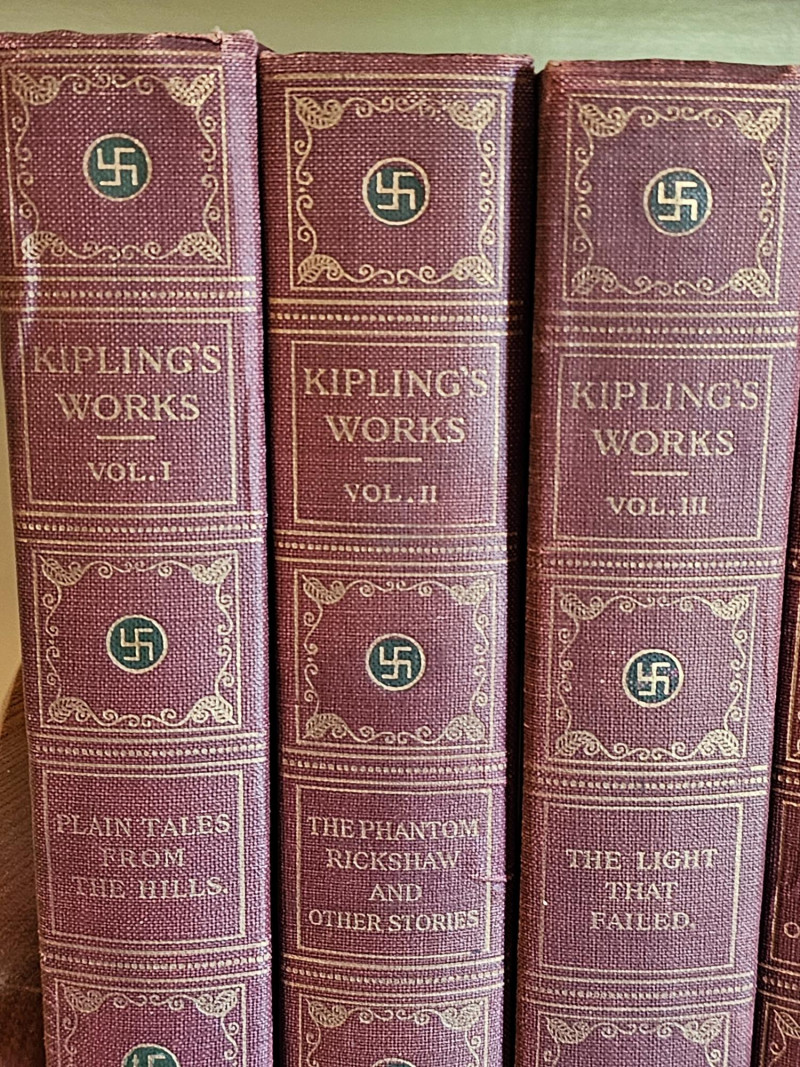 KIPLING'S
WORKS
VOL. I
PLAIN TALES
FROM
THE HILLS.
KIPLING'S
WORKS
VOL. II
THE PHANTOM
RICKSHAW
AND
OTHER STORIES
KIPLING'S
WORKS
VOL. III
THE LIGHT
THAT
FAILED.